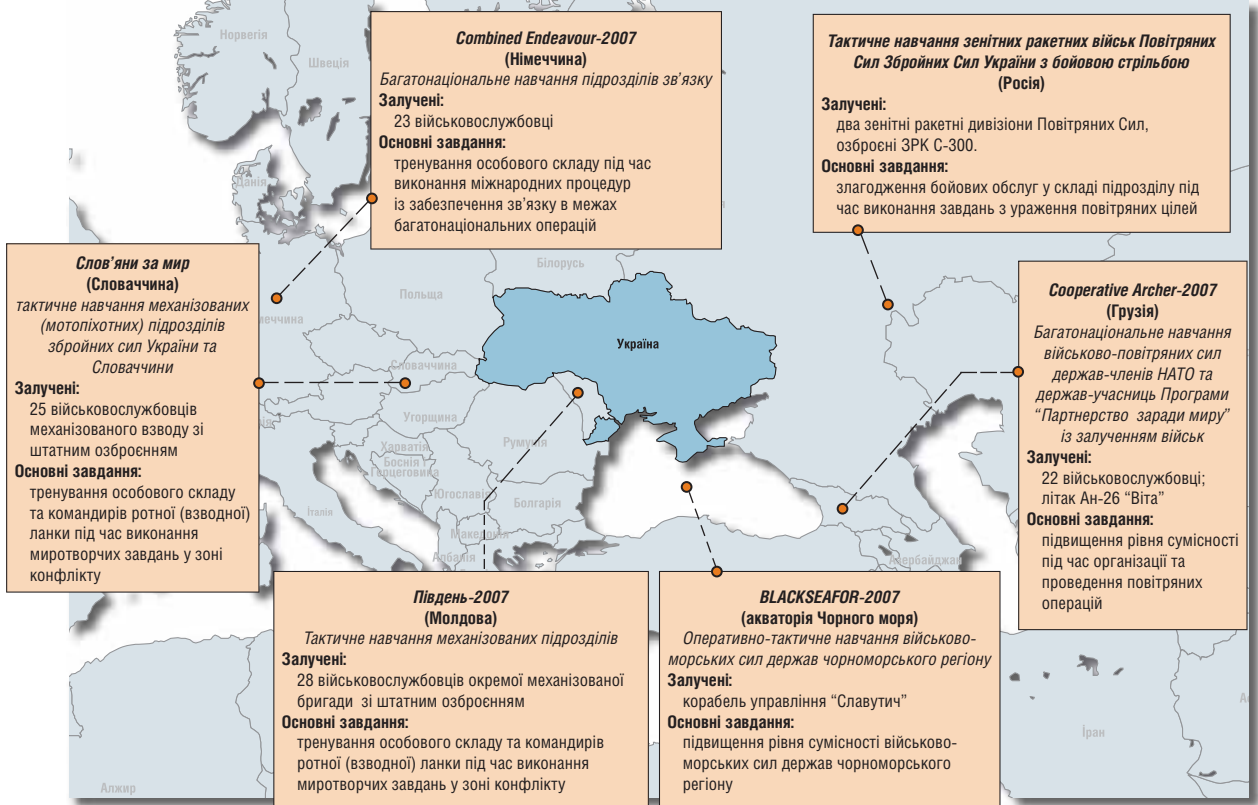 Норвегія
Швеція
Данія
Білорусь
Польща
меччина
Україна
Словаччина
Угорщина
Румунія
Харватія
Боснія і
Герцеговина
Югославія
Болгарія
Італія
Македонія
Албанія
Азербайджан
Іран
Алжир
Combined Endeavour-2007
(Німеччина)
Багатонаціональне навчання підрозділів зв’язку
Залучені:
23 військовослужбовці
Основні завдання:
тренування особового складу під час
виконання міжнародних процедур
із забезпечення зв’язку в межах
багатонаціональних операцій
Тактичне навчання зенітних ракетних військ Повітряних
Сил Збройних Сил України з бойовою стрільбою
(Росія)
Залучені:
два зенітні ракетні дивізіони Повітряних Сил,
озброєні ЗРК С-300.
Основні завдання:
злагодження бойових обслуг у складі підрозділу під
час виконання завдань з ураження повітряних цілей
Слов’яни за мир
(Словаччина)
тактичне навчання механізованих
(мотопіхотних) підрозділів
збройних сил України та
Словаччини
Залучені:
25 військовослужбовців
механізованого взводу зі
штатним озброєнням
Основні завдання:
тренування особового складу
та командирів ротної (взводної)
ланки під час виконання
миротворчих завдань у зоні
конфлікту
Cooperative Archer-2007
(Грузія)
Багатонаціональне навчання
військово-повітряних сил
держав-членів НАТО та
держав-учасниць Програми
“Партнерство заради миру”
із залученням військ
Залучені:
22 військовослужбовці;
літак Ан-26 “Віта”
Основні завдання:
підвищення рівня сумісності
під час організації та
проведення повітряних
операцій
Південь-2007
(Молдова)
Тактичне навчання механізованих підрозділів
Залучені:
28 військовослужбовців окремої механізованої
бригади зі штатним озброєнням
Основні завдання:
тренування особового складу та командирів
ротної (взводної) ланки під час виконання
миротворчих завдань у зоні конфлікту
BLACKSEAFOR-2007
(акваторія Чорного моря)
Оперативно-тактичне навчання військово-
морських сил держав чорноморського регіону
Залучені:
корабель управління “Славутич”
Основні завдання:
підвищення рівня сумісності військово-
морських сил держав чорноморського
регіону